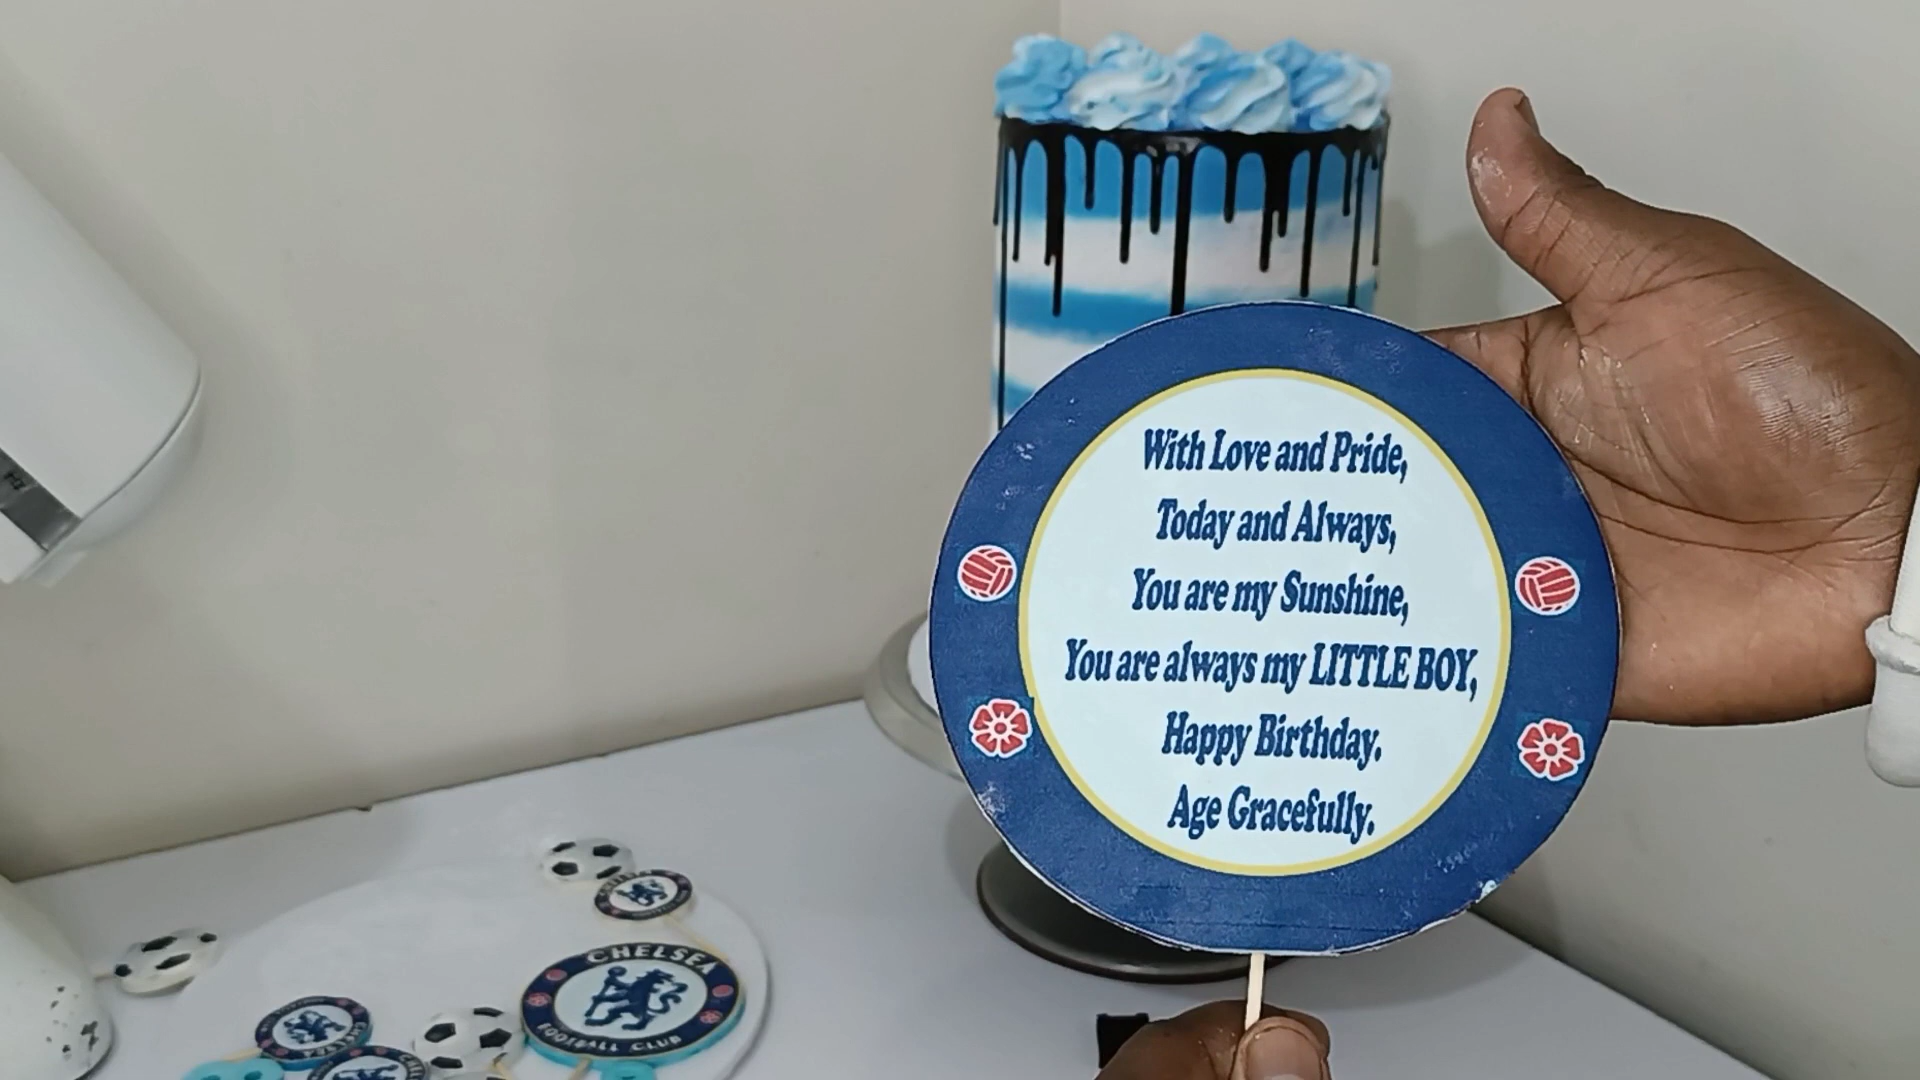 With Love and Pride,
Today and Always,
You are my Sunshine,
You are always my LITTLE BOY,
Happy Birthday.
Age Gracefully.
CHELSEA
FOOTBALL CLUB